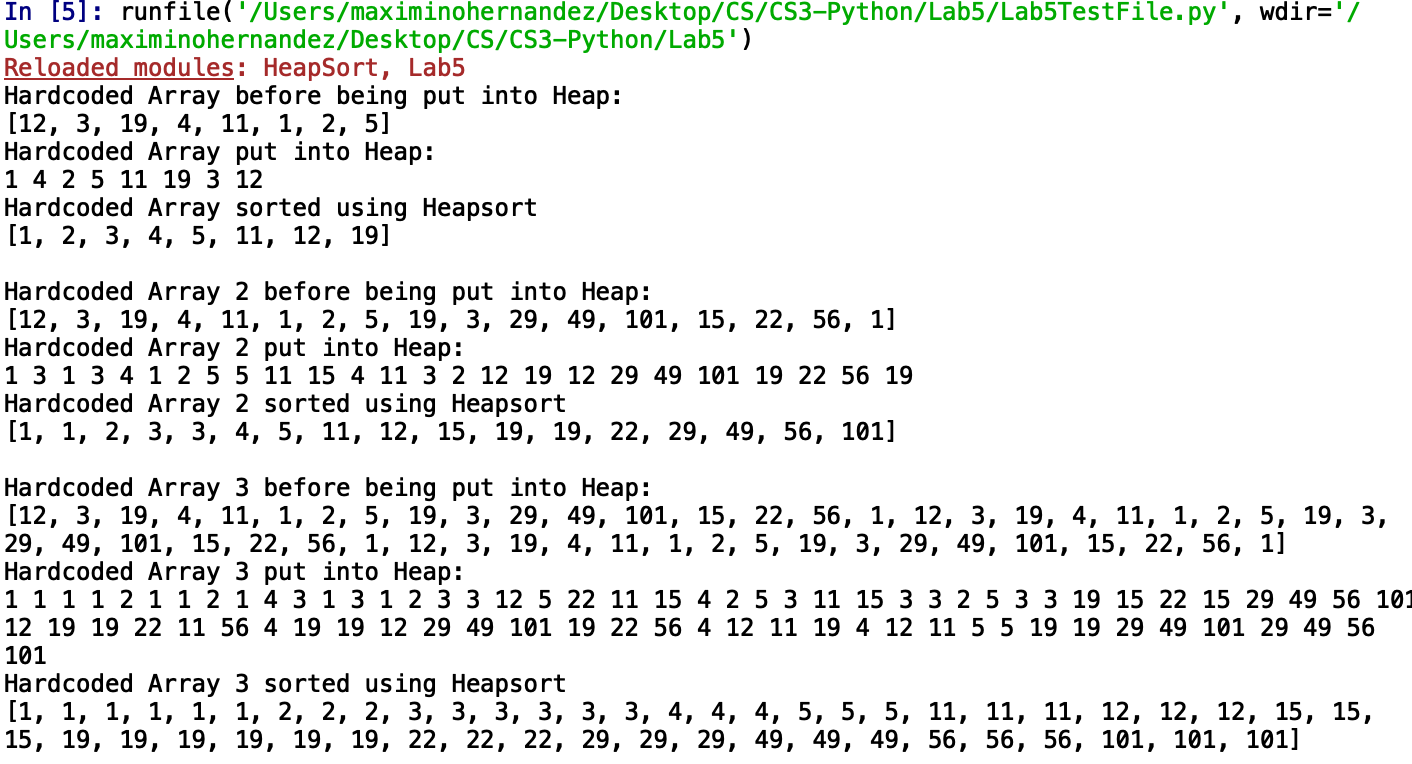 In [5]: runfile('/Users/maximinohernandez/Desktop/CS/CS3-Python/Lab5/Lab5TestFile.py', wdir='/
Users/maximinohernandez/Desktop/CS/CS3-Python/Lab5')
Reloaded modules: HeapSort, Lab5
Hardcoded Array before being put into Heap:
[12, 3, 19, 4, 11, 1, 2, 5]
Hardcoded Array put into Heap:
1 4 2 5 11 19 3 12
Hardcoded Array sorted using Heapsort
[1, 2, 3, 4, 5, 11, 12, 19]
Hardcoded Array 2 before being put into Heap:
[12, 3, 19, 4, 11, 1, 2, 5, 19, 3, 29, 49, 101, 15, 22, 56, 1]
Hardcoded Array 2 put into Heap:
1 3 1 3 4 1 2 5 5 11 15 4 11 3 2 12 19 12 29 49 101 19 22 56 19
Hardcoded Array 2 sorted using Heapsort
[1, 1, 2, 3, 3, 4, 5, 11, 12, 15, 19, 19, 22, 29, 49, 56, 101]
Hardcoded Array 3 before being put into Heap:
[12, 3, 19, 4, 11, 1, 2, 5, 19, 3, 29, 49, 101, 15, 22, 56, 1, 12, 3, 19, 4, 11, 1, 2, 5, 19, 3,
29, 49, 101, 15, 22, 56, 1, 12, 3, 19, 4, 11, 1, 2, 5, 19, 3, 29, 49, 101, 15, 22, 56, 1]
Hardcoded Array 3 put into Heap:
1 1 1 1 2 1 1 2 1 4 3 1 3 1 2 3 3 12 5 22 11 15 4 2 5 3 11 15 3 3 2 5 3 3 19 15 22 15 29 49 56 101
12 19 19 22 11 56 4 19 19 12 29 49 101 19 22 56 4 12 11 19 4 12 11 5 5 19 19 29 49 101 29 49 56
101
Hardcoded Array 3 sorted using Heapsort
[1, 1, 1, 1, 1, 1, 2, 2, 2, 3, 3, 3, 3, 3, 3, 4, 4, 4, 5, 5, 5, 11, 11, 11, 12, 12, 12, 15, 15,
15, 19, 19, 19, 19, 19, 19, 22, 22, 22, 29, 29, 29, 49, 49, 49, 56, 56, 56, 101, 101, 101]